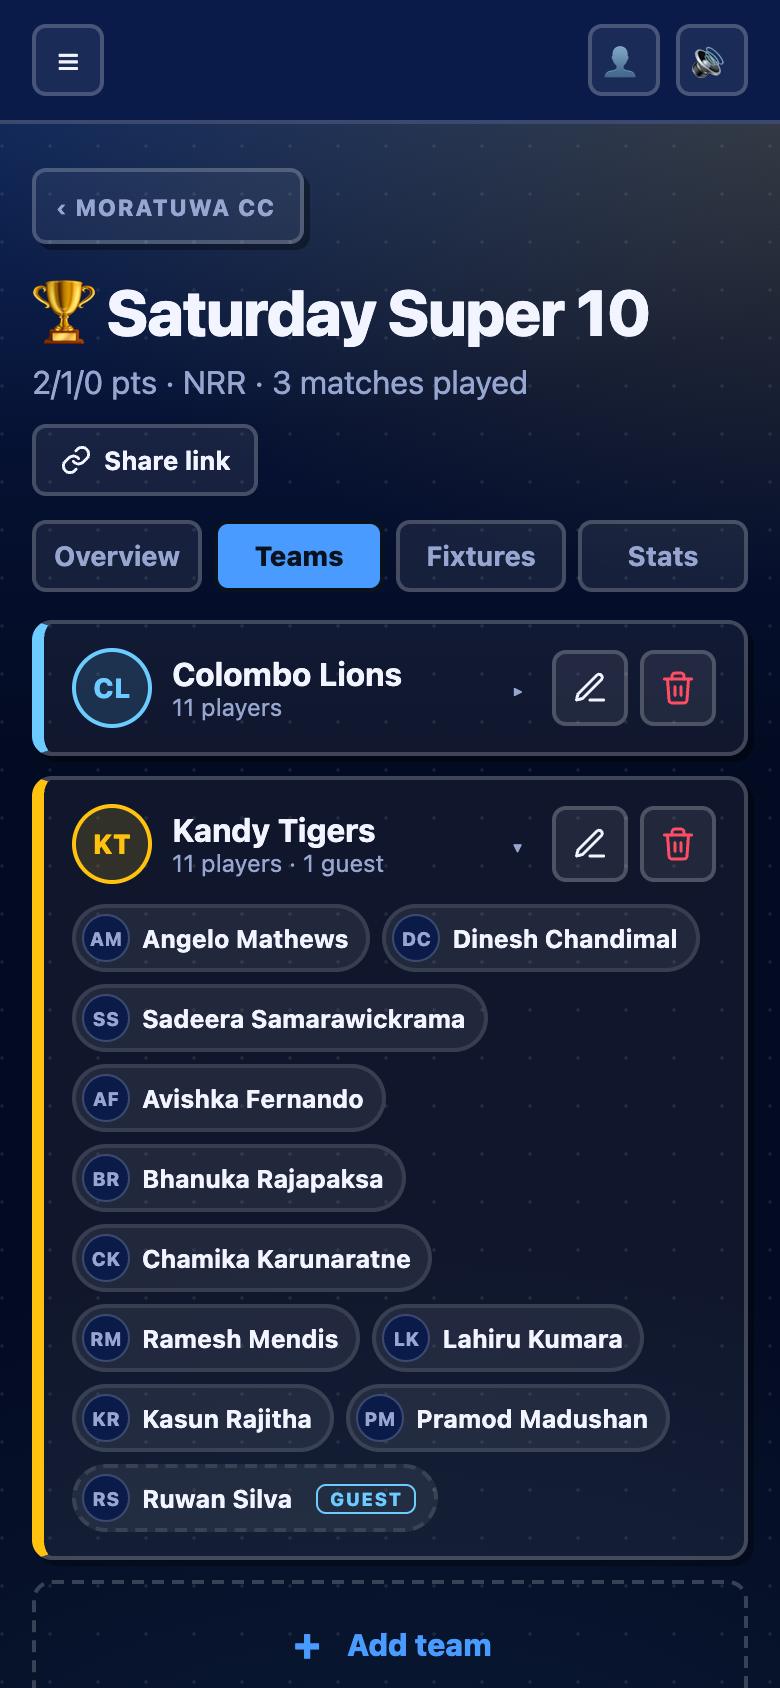 ‹ MORATUWA CC
🏆 Saturday Super 10
2/1/0 pts · NRR · 3 matches played
Share link
Overview Teams Fixtures Stats
CL Colombo Lions
11 players
KT Kandy Tigers
11 players · 1 guest
AM Angelo Mathews DC Dinesh Chandimal
SS Sadeera Samarawickrama
AF Avishka Fernando
BR Bhanuka Rajapaksa
CK Chamika Karunaratne
RM Ramesh Mendis LK Lahiru Kumara
KR Kasun Rajitha PM Pramod Madushan
RS Ruwan Silva GUEST
+ Add team